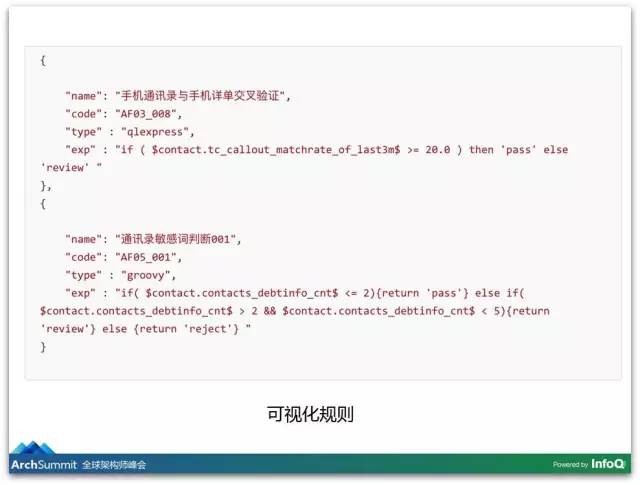 {
"name": "手机通讯录与手机详单交叉验证",
"code": "AF03_008",
"type" : "qlexpress",
"exp" : "if ( $contact.tc_callout_matchrate_of_last3m$ >= 20.0 ) then 'pass' else
'review' "
},
{
"name": "通讯录敏感词判断001",
"code": "AF05_001",
"type" : "groovy",
"exp" : "if( $contact.contacts_debtinfo_cnt$ <= 2){return 'pass'} else if(
$contact.contacts_debtinfo_cnt$ > 2 && $contact.contacts_debtinfo_cnt$ < 5){return
'review'} else {return 'reject'} "
}
可视化规则
ArchSummit 全球架构师峰会
Powered by InfoQ